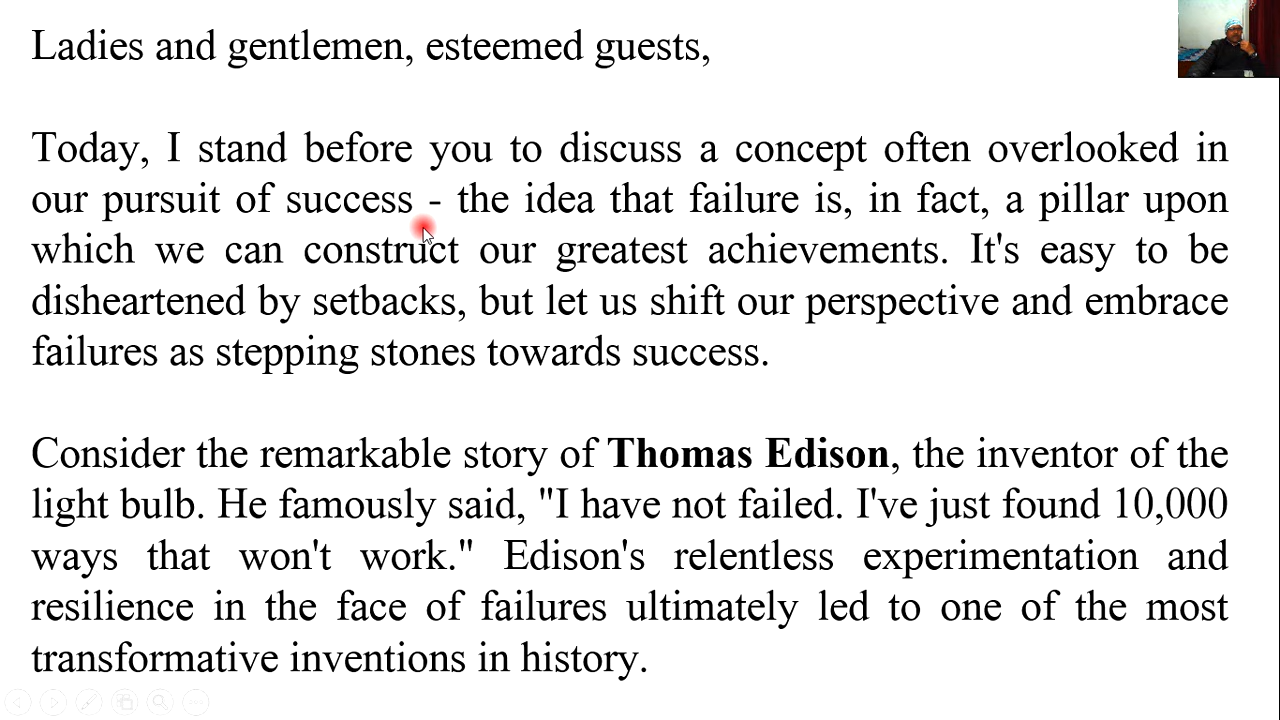 Ladies and gentlemen, esteemed guests,
Today, I stand before you to discuss a concept often overlooked in
our pursuit of success - the idea that failure is, in fact, a pillar upon
which we can construct our greatest achievements. It's easy to be
disheartened by setbacks, but let us shift our perspective and embrace
failures as stepping stones towards success.
Consider the remarkable story of Thomas Edison, the inventor of the
light bulb. He famously said, "I have not failed. I've just found 10,000
ways that won't work." Edison's relentless experimentation and
resilience in the face of failures ultimately led to one of the most
transformative inventions in history.